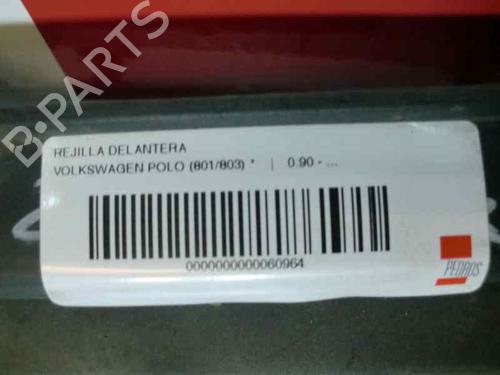 B-PARTS
REJILLA DELANTERA
VOLKSWAGEN POLO (801/803) * | 0.90 - ...
0000000000060964
PEDROS